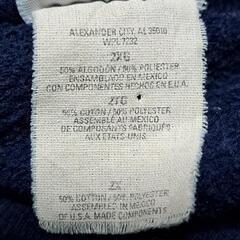 ALEXANDER CITY, AL 35010
WPL 7232
2XG
50% ALGODON / 50% POLYESTER
ENSAMBLADO EN MEXICO
CON COMPONENTES HECHOS EN E.U.A.
2TG
50% COTON / 50% POLYESTER
ASSEMBLÉ AU MEXIQUE
DE COMPOSANTS FABRIQUÉS
AUX ETATS-UNIS
2X
50% COTTON / 50% POLYESTER
ASSEMBLED IN MEXICO
OF U.S.A. MADE COMPONENTS